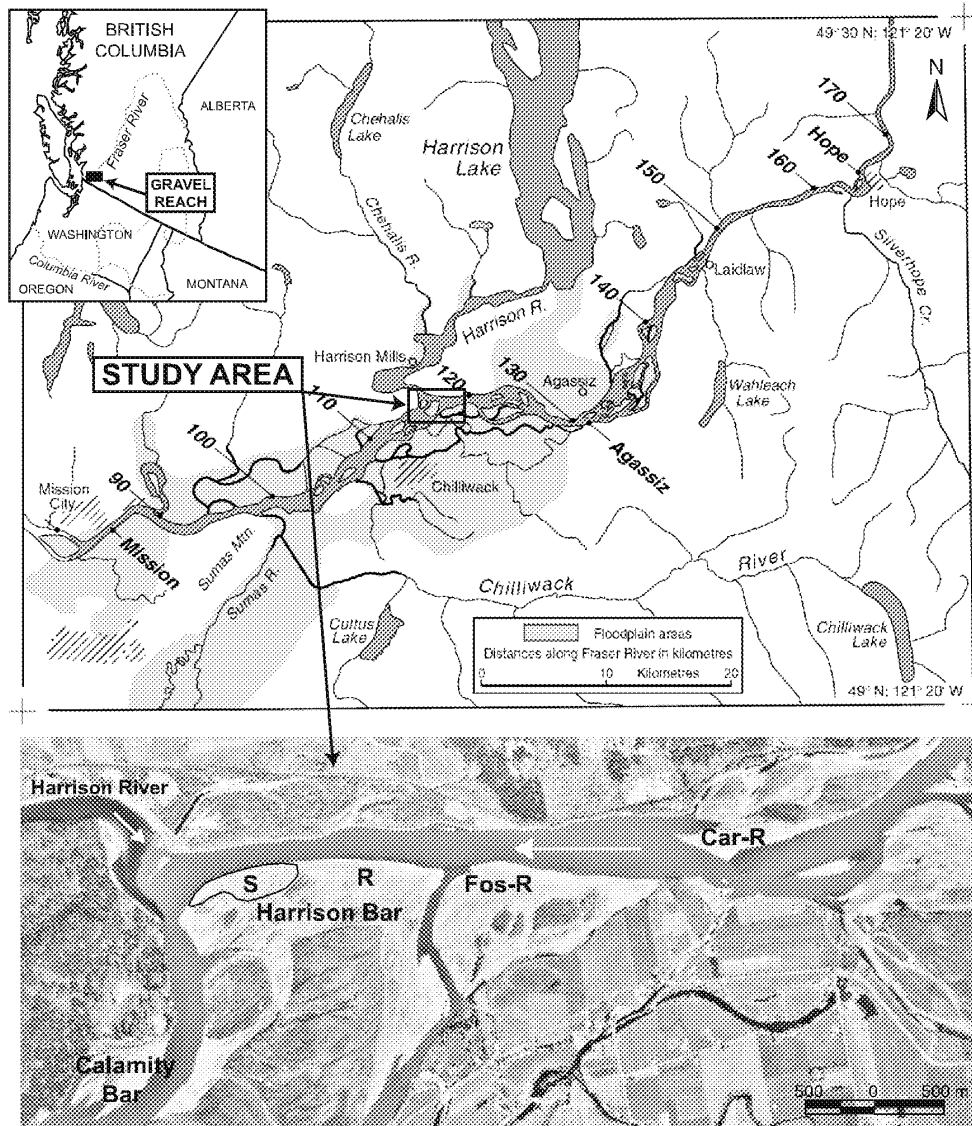 BRITISH
COLUMBIA
ALBERTA
Fraser River
GRAVEL
REACH
WASHINGTON
Columbia River
OREGON
MONTANA
49° 30 N; 121° 20' W
N
Chehalis
Lake
Harrison
Lake
Chehalis R.
170
Hope
160
150
Hope
Silverhope Cr.
Laidlaw
140
Harrison R.
Harrison Mills
STUDY AREA
120
130
Agassiz
Wahleach
Lake
110
100
Agassiz
Mission
City
90
Chilliwack
Mission
Sumas Mtn.
Sumas R.
Chilliwack
River
Cultus
Lake
Chilliwack
Lake
Floodplain areas
Distances along Fraser River in kilometres
0 10 Kilometres 20
49° N; 121° 20' W
Harrison River
Car-R
S R Fos-R
Harrison Bar
Calamity
Bar
500 m 0 500 m